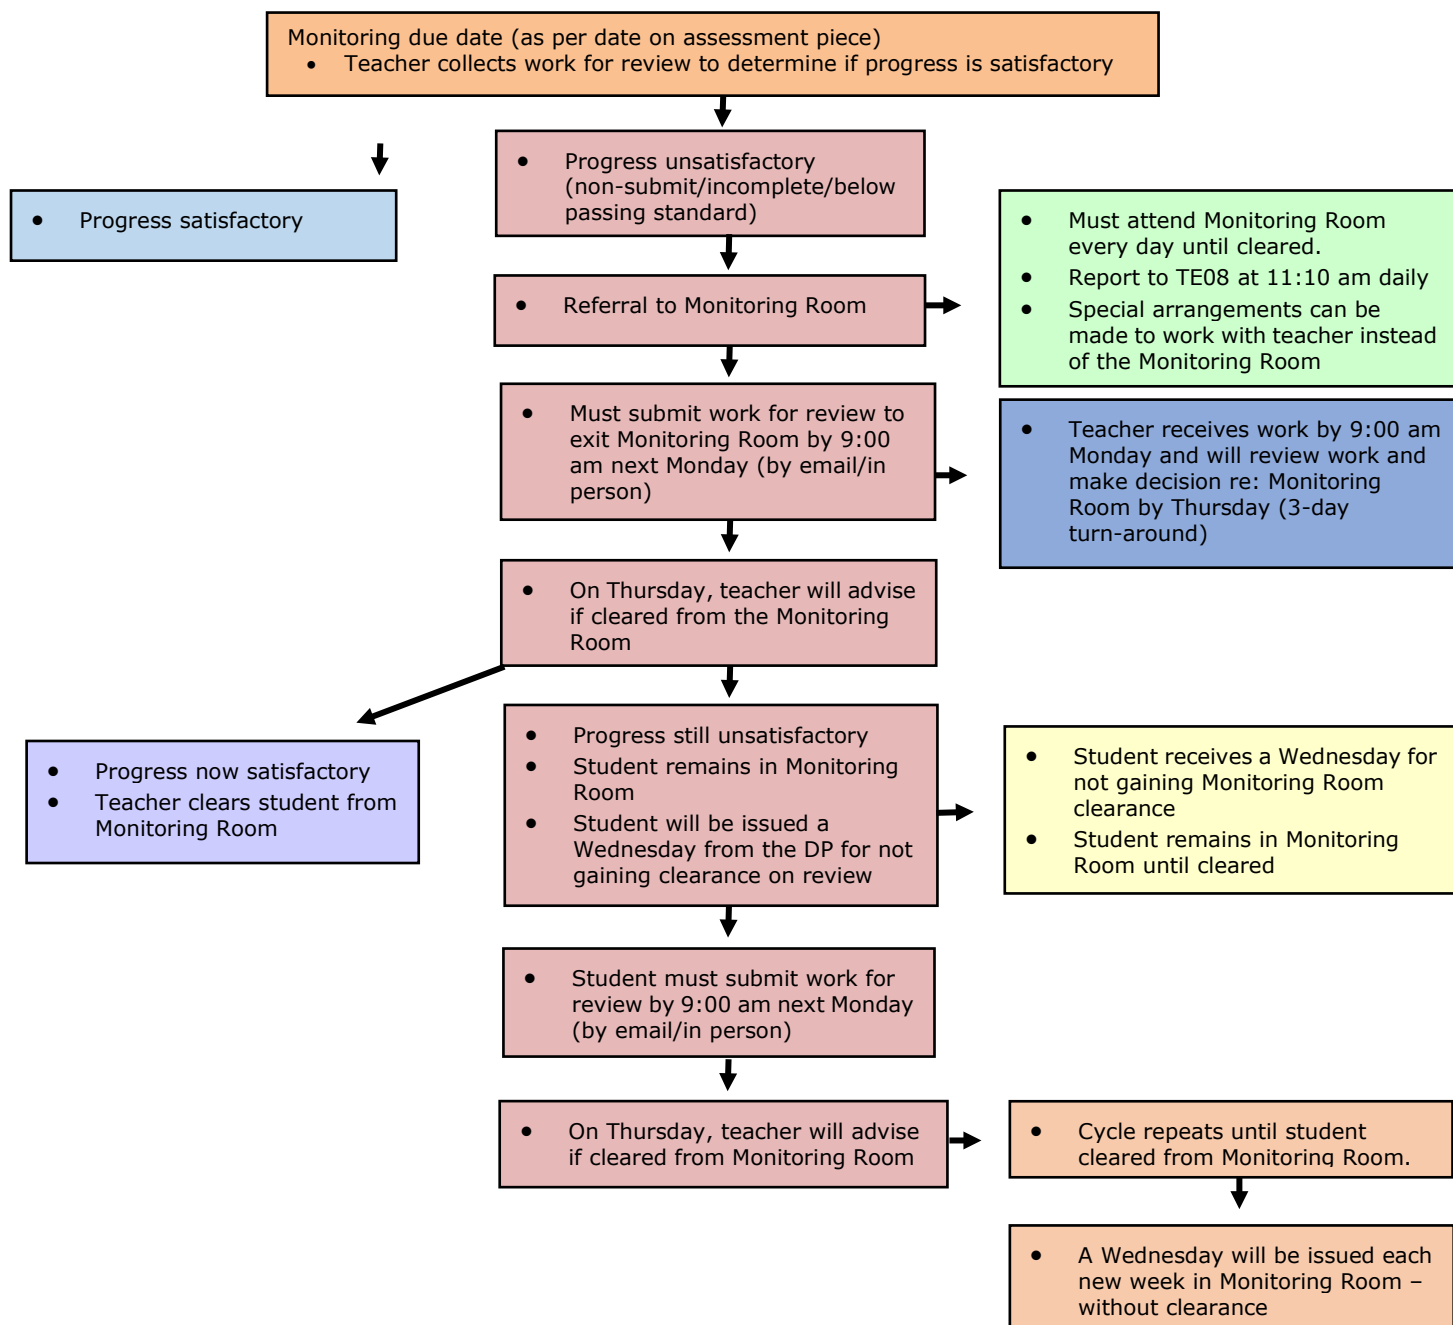 Monitoring due date (as per date on assessment piece)
• Teacher collects work for review to determine if progress is satisfactory
• Progress unsatisfactory
(non-submit/incomplete/below
passing standard)
• Progress satisfactory
• Must attend Monitoring Room
every day until cleared.
• Report to TE08 at 11:10 am daily
• Special arrangements can be
made to work with teacher instead
of the Monitoring Room
• Referral to Monitoring Room
• Must submit work for review to
exit Monitoring Room by 9:00
am next Monday (by email/in
person)
• Teacher receives work by 9:00 am
Monday and will review work and
make decision re: Monitoring
Room by Thursday (3-day
turn-around)
• On Thursday, teacher will advise
if cleared from the Monitoring
Room
• Progress now satisfactory
• Teacher clears student from
Monitoring Room
• Progress still unsatisfactory
• Student remains in Monitoring
Room
• Student will be issued a
Wednesday from the DP for not
gaining clearance on review
• Student receives a Wednesday for
not gaining Monitoring Room
clearance
• Student remains in Monitoring
Room until cleared
• Student must submit work for
review by 9:00 am next Monday
(by email/in person)
• On Thursday, teacher will advise
if cleared from Monitoring Room
• Cycle repeats until student
cleared from Monitoring Room.
• A Wednesday will be issued each
new week in Monitoring Room –
without clearance